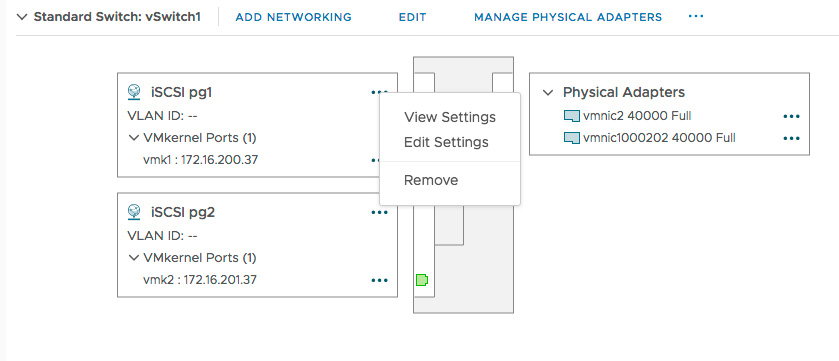 Standard Switch: vSwitch1 ADD NETWORKING EDIT MANAGE PHYSICAL ADAPTERS ...
iSCSI pg1 ...
VLAN ID: --
VMkernel Ports (1)
vmk1 : 172.16.200.37
View Settings
Edit Settings
Remove
iSCSI pg2 ...
VLAN ID: --
VMkernel Ports (1)
vmk2 : 172.16.201.37 ...
Physical Adapters
vmnic2 40000 Full ...
vmnic1000202 40000 Full ...